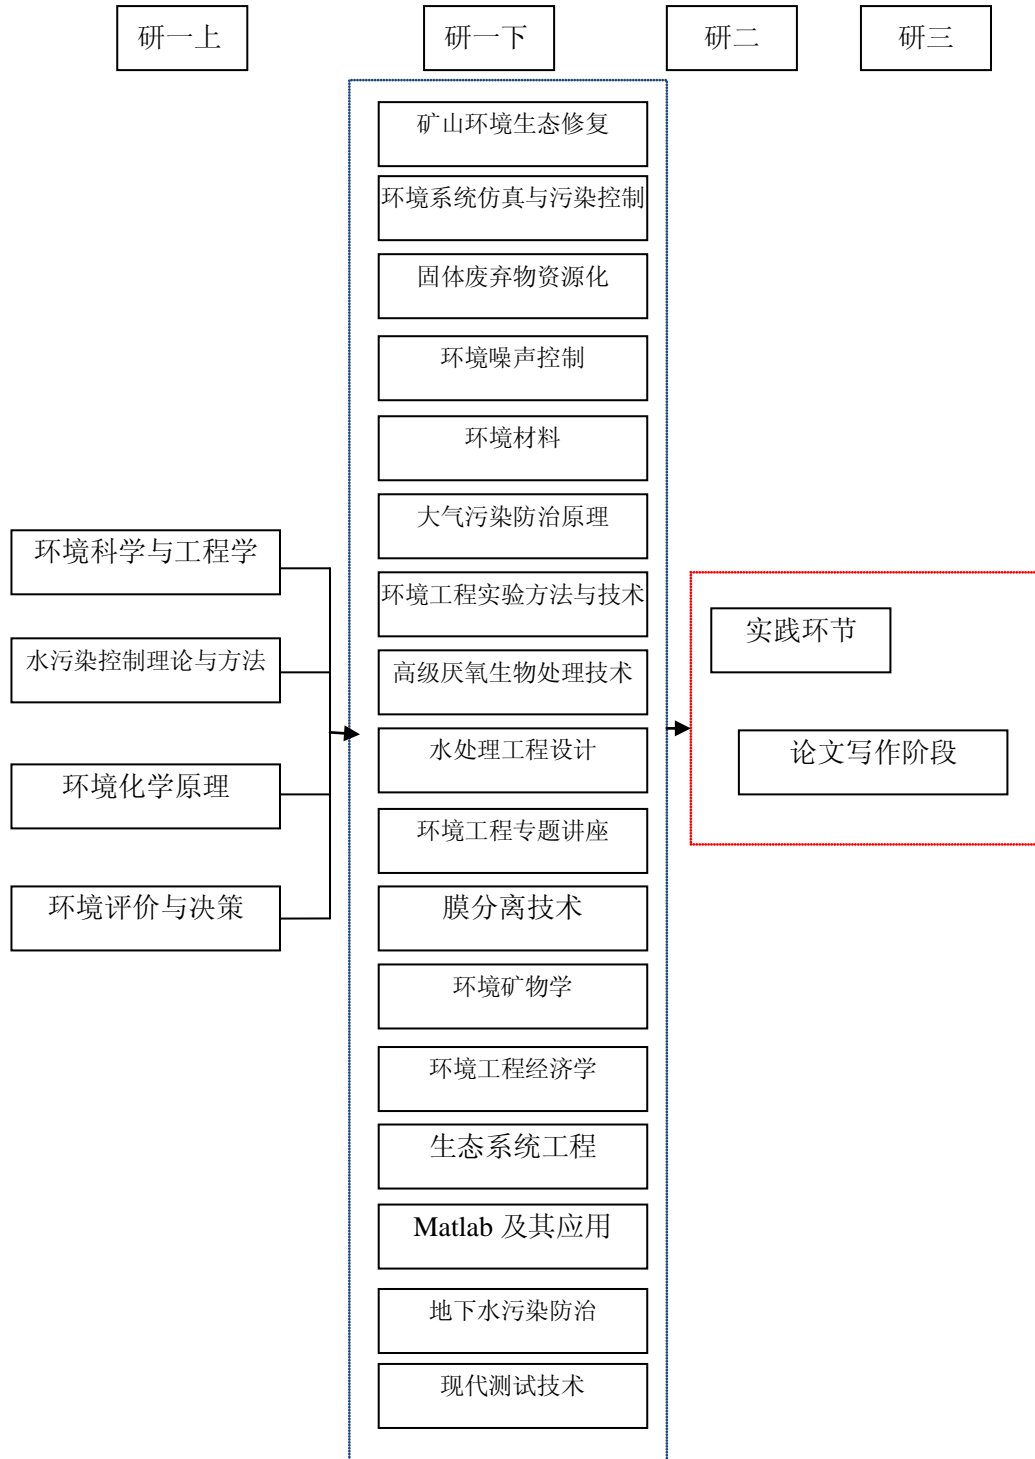 研一上
研一下
研二
研三
矿山环境生态修复
环境系统仿真与污染控制
固体废弃物资源化
环境噪声控制
环境材料
大气污染防治原理
环境工程实验方法与技术
高级厌氧生物处理技术
水处理工程设计
环境工程专题讲座
膜分离技术
环境矿物学
环境工程经济学
生态系统工程
Matlab 及其应用
地下水污染防治
现代测试技术
环境科学与工程学
水污染控制理论与方法
环境化学原理
环境评价与决策
实践环节
论文写作阶段